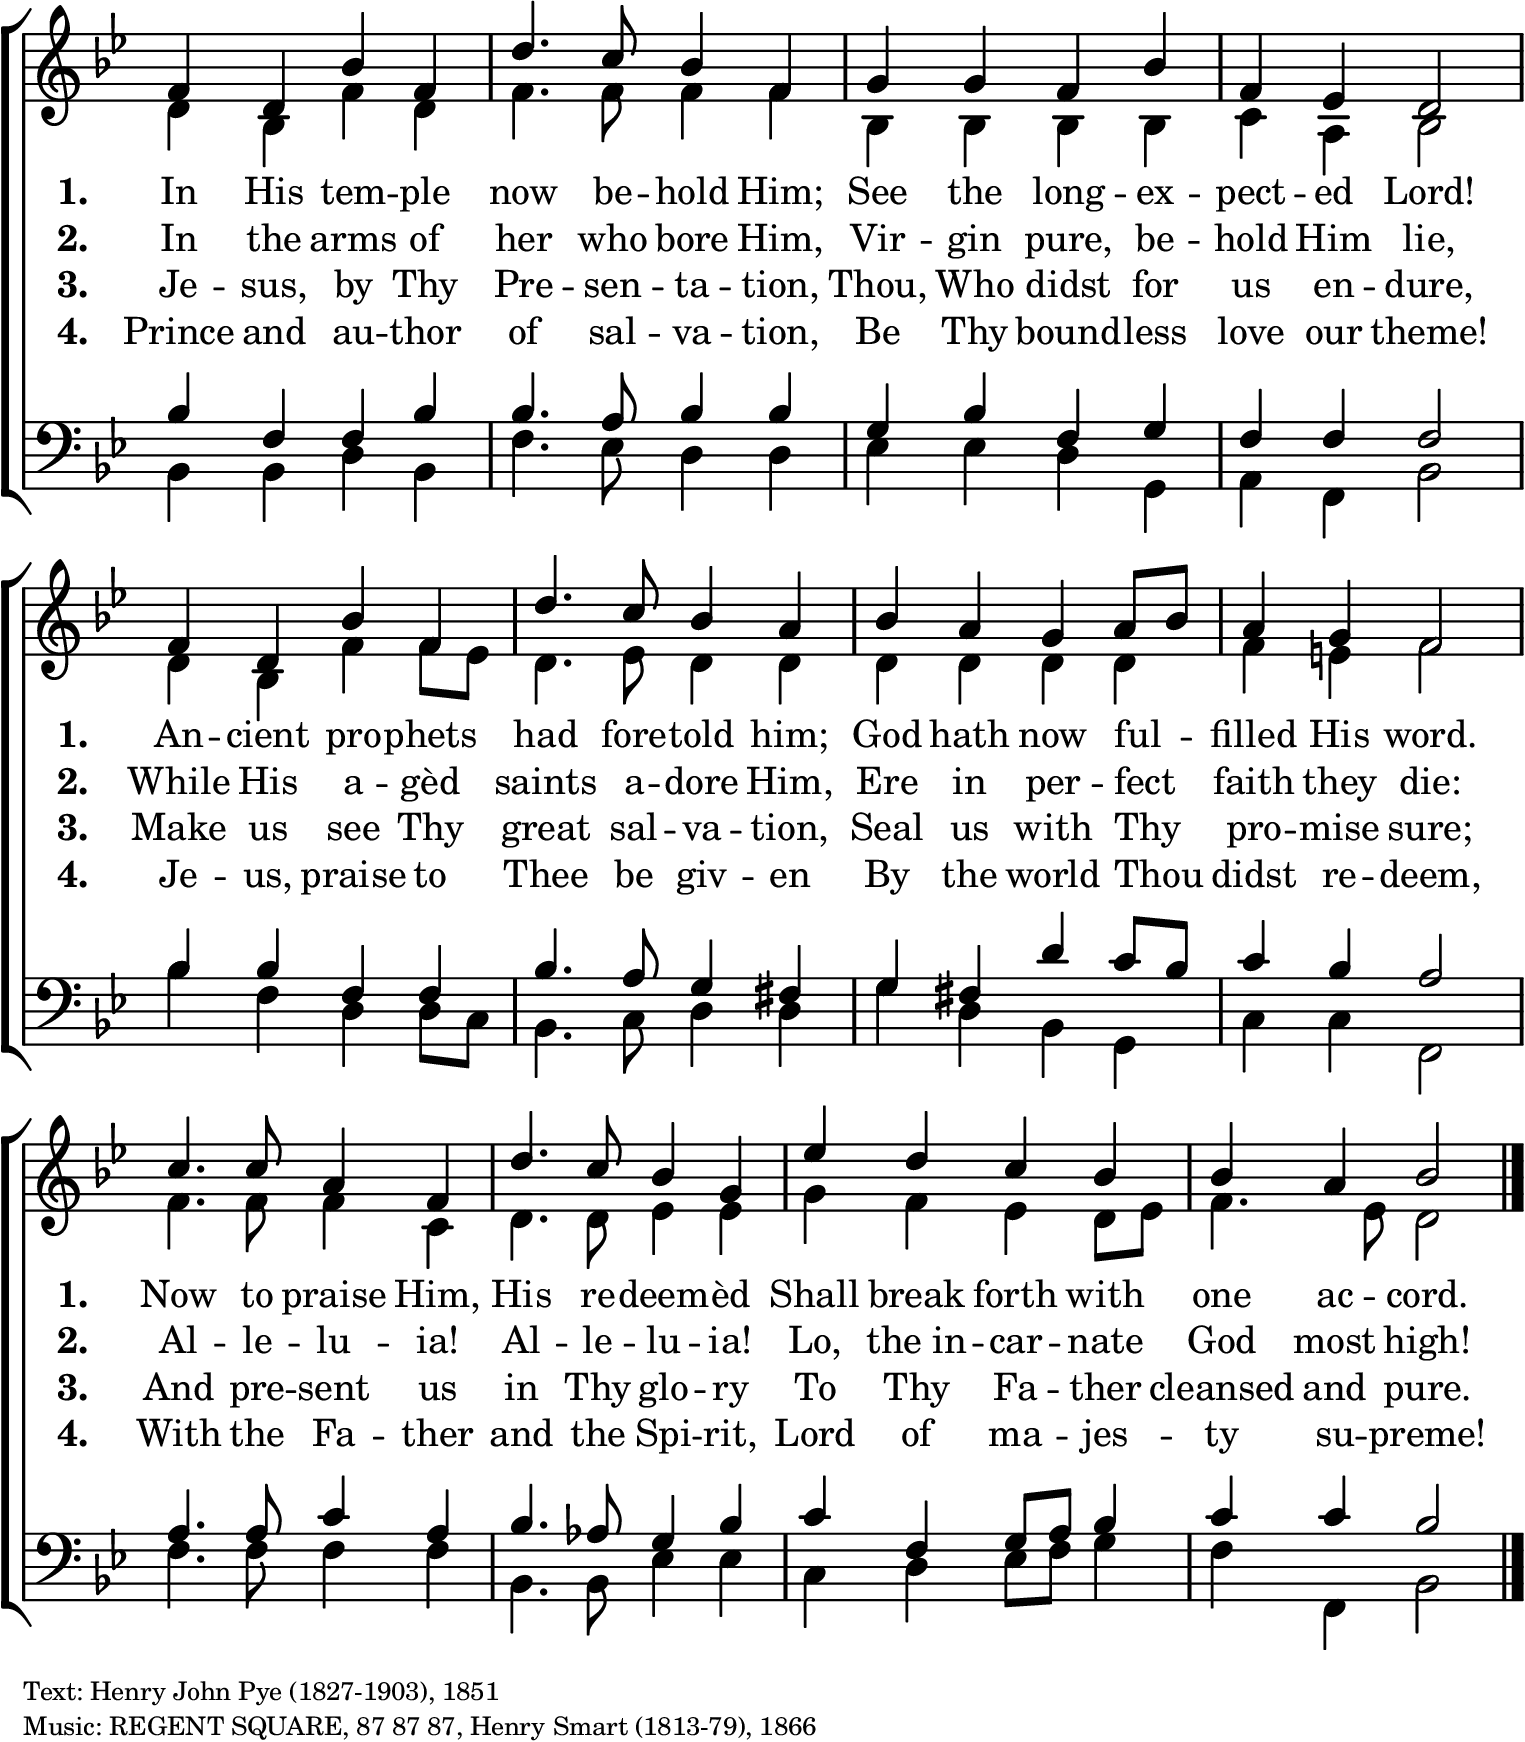 1. In His tem -- ple now be -- hold Him; See the long -- ex -- pect -- ed Lord!
2. In the arms of her who bore Him, Vir -- gin pure, be -- hold Him lie,
3. Je -- sus, by Thy Pre -- sen -- ta -- tion, Thou, Who didst for us en -- dure,
4. Prince and au -- thor of sal -- va -- tion, Be Thy bound -- less love our theme!
1. An -- cient prophets had fore -- told him; God hath now ful -- filled His word.
2. While His a -- gèd saints a -- dore Him, Ere in per -- fect faith they die:
3. Make us see Thy great sal -- va -- tion, Seal us with Thy pro -- mise sure;
4. Je -- us, praise to Thee be giv -- en By the world Thou didst re -- deem,
1. Now to praise Him, His redeemèd Shall break forth with one ac -- cord.
2. Al -- le -- lu -- ia! Al -- le -- lu -- ia! Lo, the in -- car -- nate God most high!
3. And pre -- sent us in Thy glo -- ry To Thy Fa -- ther cleansed and pure.
4. With the Fa -- ther and the Spi -- rit, Lord of ma -- jes -- ty su -- preme!
Text: Henry John Pye (1827-1903), 1851
Music: REGENT SQUARE, 87 87 87, Henry Smart (1813-79), 1866